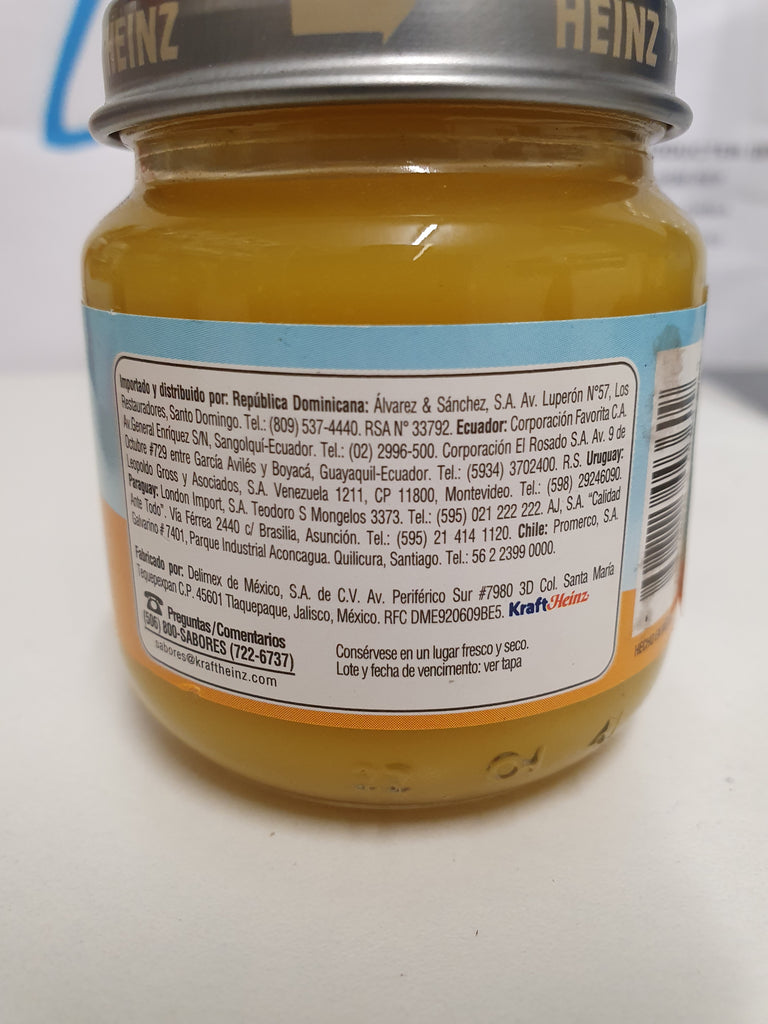 HEINZ
HEINZ
Importado y distribuido por: República Dominicana: Álvarez & Sánchez, S.A. Av. Luperón N°57, Los
Restauradores, Santo Domingo. Tel.: (809) 537-4440. RSA N° 33792. Ecuador: Corporación Favorita C.A.
Av.General Enríquez S/N, Sangolquí-Ecuador. Tel.: (02) 2996-500. Corporación El Rosado S.A. Av. 9 de
Octubre #729 entre García Avilés y Boyacá, Guayaquil-Ecuador. Tel.: (5934) 3702400. R.S. Uruguay:
Leopoldo Gross y Asociados, S.A. Venezuela 1211, CP 11800, Montevideo. Tel.: (598) 29246090.
Paraguay: London Import, S.A. Teodoro S Mongelos 3373. Tel.: (595) 021 222 222. AJ, S.A. "Calidad
Ante Todo". Vía Férrea 2440 c/ Brasilia, Asunción. Tel.: (595) 21 414 1120. Chile: Promerco, S.A.
Galvarino # 7401, Parque Industrial Aconcagua. Quilicura, Santiago. Tel.: 56 2 2399 0000.
Fabricado por: Delimex de México, S.A. de C.V. Av. Periférico Sur #7980 3D Col. Santa María
Tequepexpan C.P. 45601 Tlaquepaque, Jalisco, México. RFC DME920609BE5. KraftHeinz
Preguntas/Comentarios
(506) 800-SABORES (722-6737)
sabores@kraftheinz.com
Consérvese en un lugar fresco y seco.
Lote y fecha de vencimento: ver tapa
HECHO EN